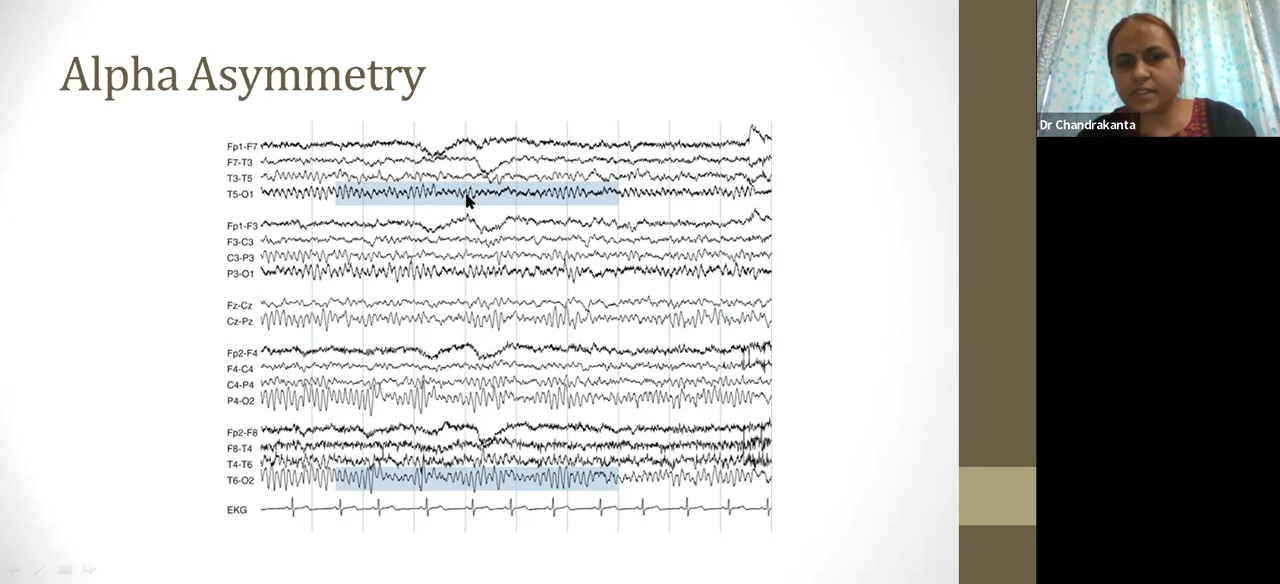 Alpha Asymmetry
Dr Chandrakanta
Fp1-F7
F7-T3
T3-T5
T5-O1
Fp1-F3
F3-C3
C3-P3
P3-O1
Fz-Cz
Cz-Pz
Fp2-F4
F4-C4
C4-P4
P4-O2
Fp2-F8
F8-T4
T4-T6
T6-O2
EKG